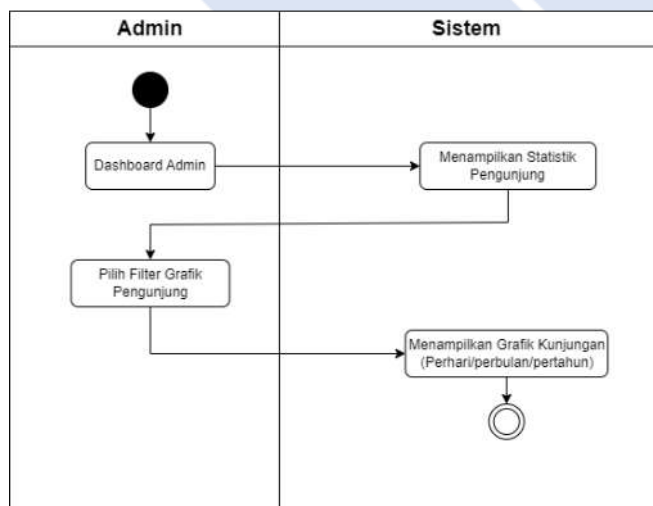 Admin
Sistem
Dashboard Admin
Menampilkan Statistik
Pengunjung
Pilih Filter Grafik
Pengunjung
Menampilkan Grafik Kunjungan
(Perhari/perbulan/pertahun)